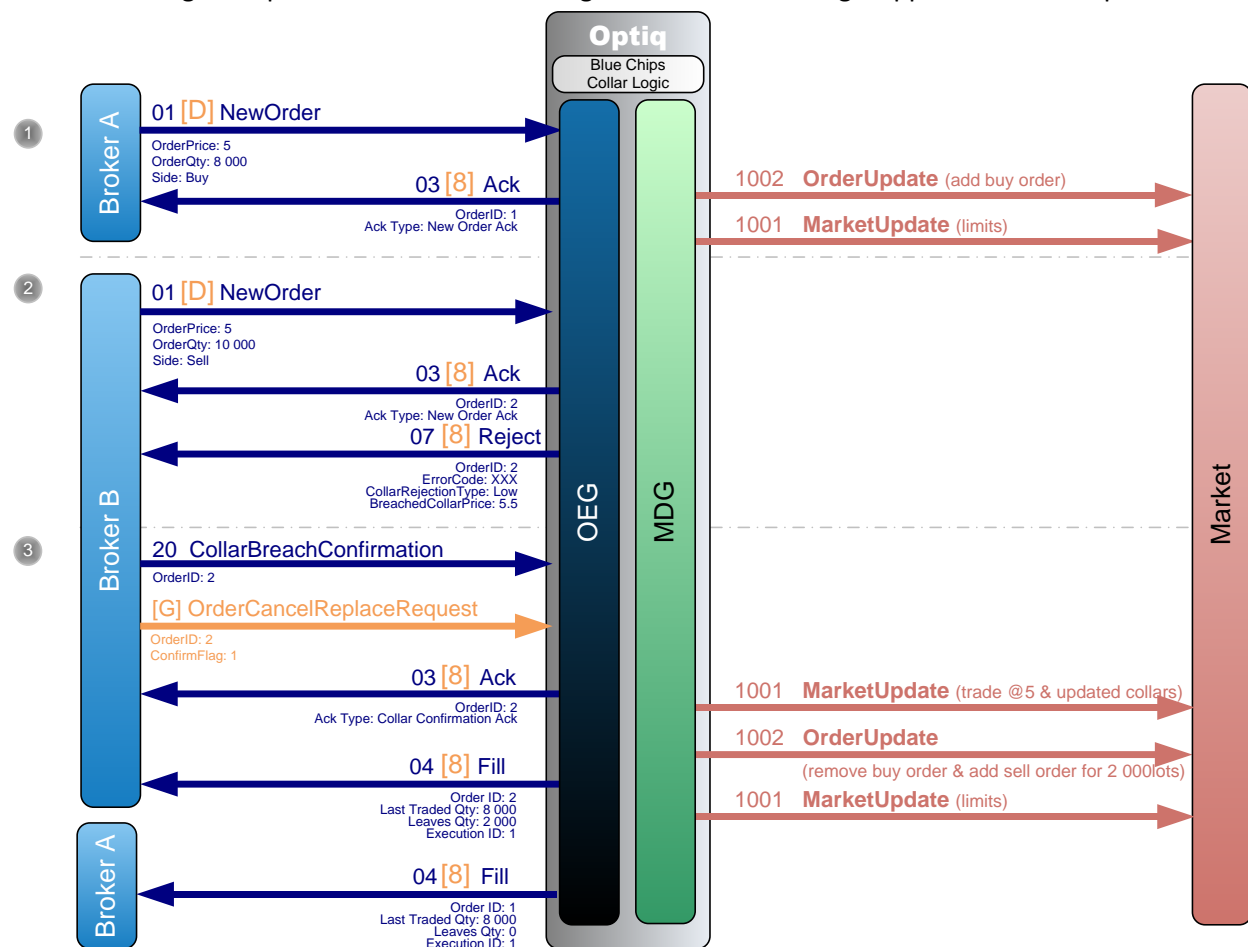 Optiq
Blue Chips
Collar Logic
OEG
MDG
Market
1
Broker A
01 [D] NewOrder
OrderPrice: 5
OrderQty: 8 000
Side: Buy
03 [8] Ack
OrderID: 1
Ack Type: New Order Ack
1002 OrderUpdate (add buy order)
1001 MarketUpdate (limits)
2
Broker B
01 [D] NewOrder
OrderPrice: 5
OrderQty: 10 000
Side: Sell
03 [8] Ack
OrderID: 2
Ack Type: New Order Ack
07 [8] Reject
OrderID: 2
ErrorCode: XXX
CollarRejectionType: Low
BreachedCollarPrice: 5.5
3
20 CollarBreachConfirmation
OrderID: 2
[G] OrderCancelReplaceRequest
OrderID: 2
ConfirmFlag: 1
03 [8] Ack
OrderID: 2
Ack Type: Collar Confirmation Ack
1001 MarketUpdate (trade @5 & updated collars)
1002 OrderUpdate
(remove buy order & add sell order for 2 000lots)
1001 MarketUpdate (limits)
04 [8] Fill
Order ID: 2
Last Traded Qty: 8 000
Leaves Qty: 2 000
Execution ID: 1
Broker A
04 [8] Fill
Order ID: 1
Last Traded Qty: 8 000
Leaves Qty: 0
Execution ID: 1